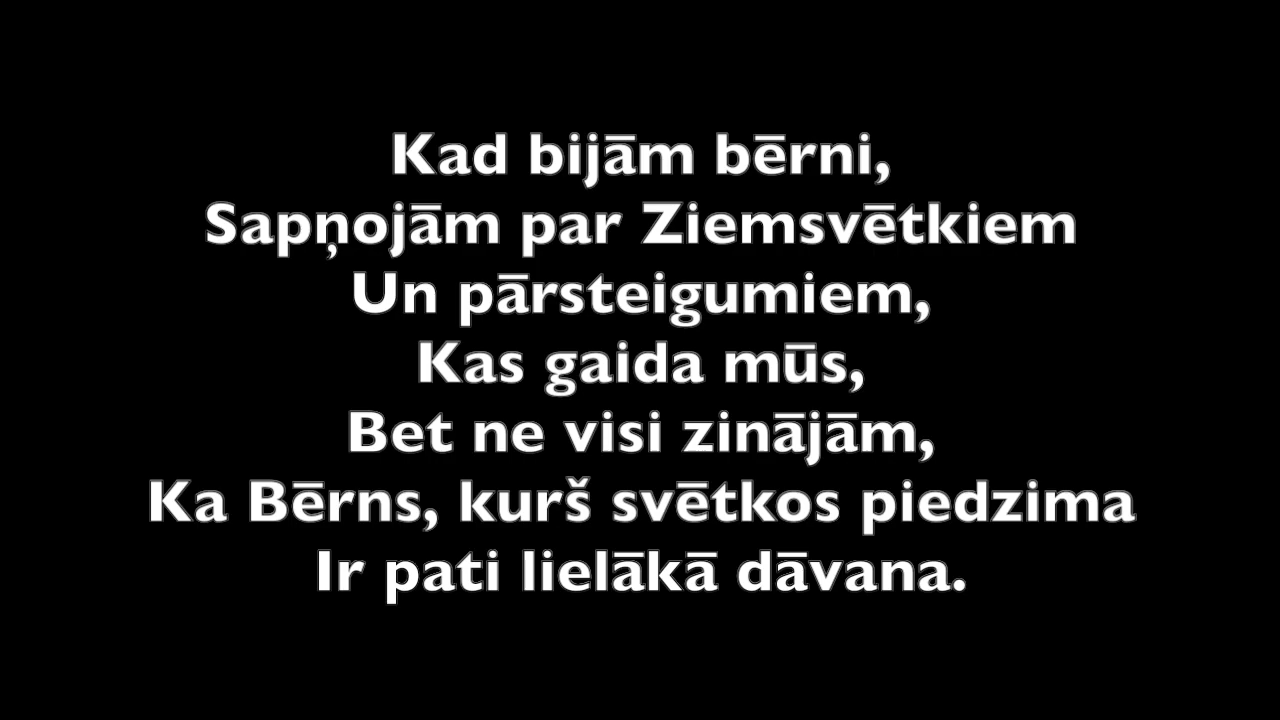 Kad bijām bērni,
Sapņojām par Ziemsvētkiem
Un pārsteigumiem,
Kas gaida mūs,
Bet ne visi zinājām,
Ka Bērns, kurš svētkos piedzima
Ir pati lielākā dāvana.